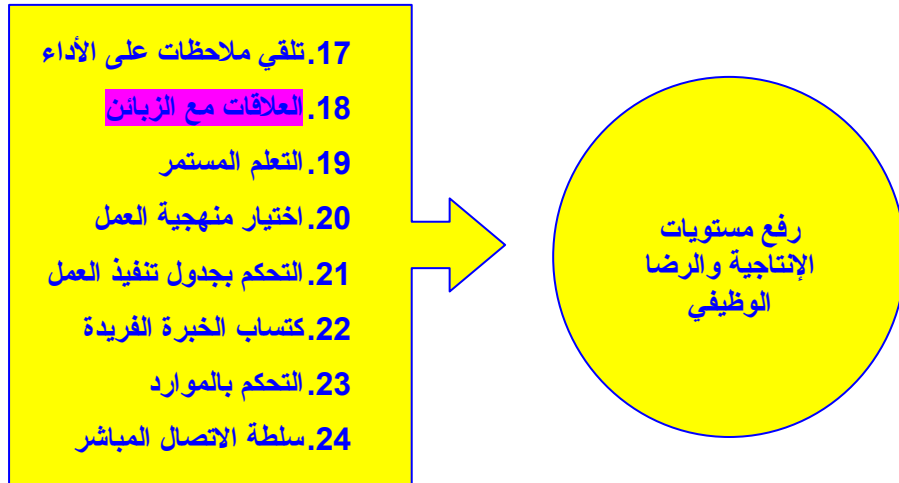 17.تلقي ملاحظات على الأداء
18.العلاقات مع الزبائن
19.التعلم المستمر
20.اختيار منهجية العمل
21.التحكم بجدول تنفيذ العمل
22.كتساب الخبرة الفريدة
23.التحكم بالموارد
24.سلطة الاتصال المباشر
رفع مستويات
الإنتاجية والرضا
الوظيفي